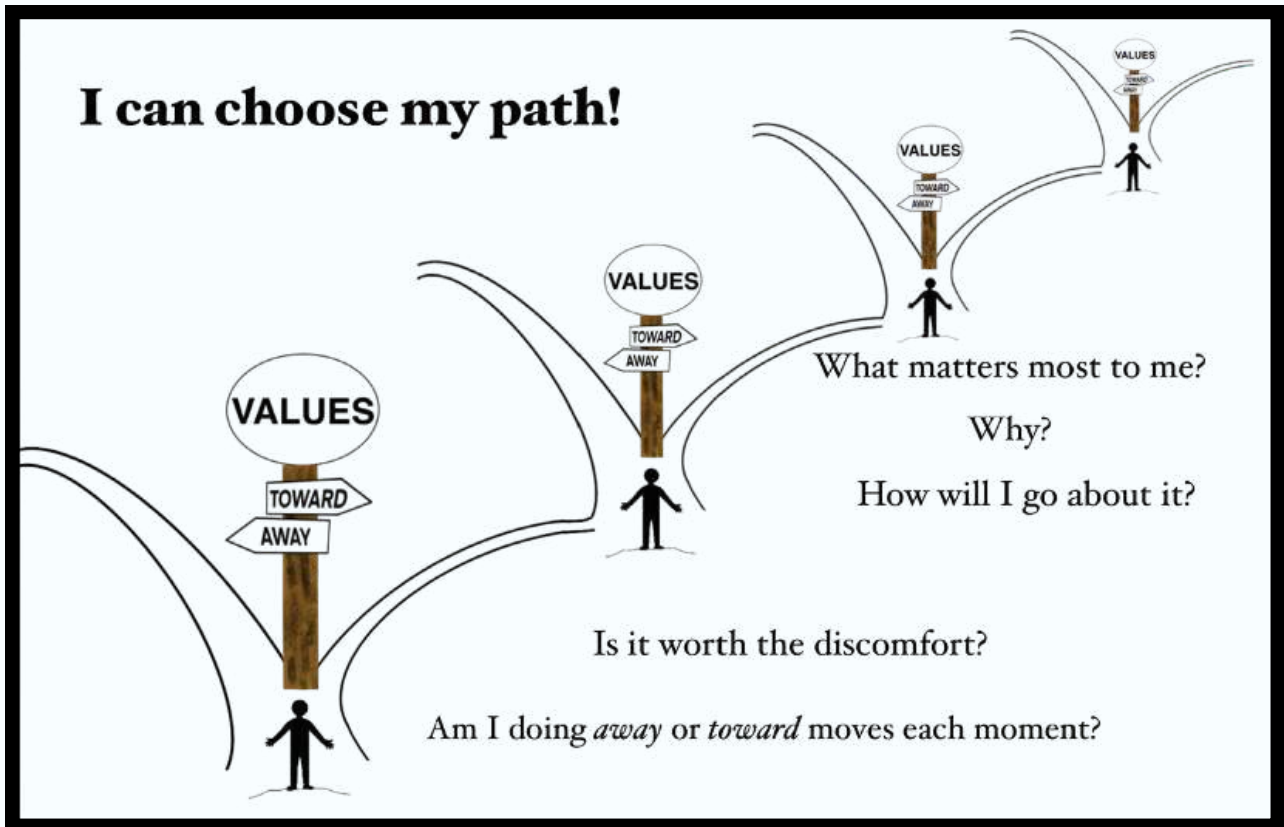 I can choose my path!
VALUES
TOWARD
AWAY
VALUES
TOWARD
AWAY
VALUES
TOWARD
AWAY
VALUES
TOWARD
AWAY
What matters most to me?
Why?
How will I go about it?
Is it worth the discomfort?
Am I doing away or toward moves each moment?